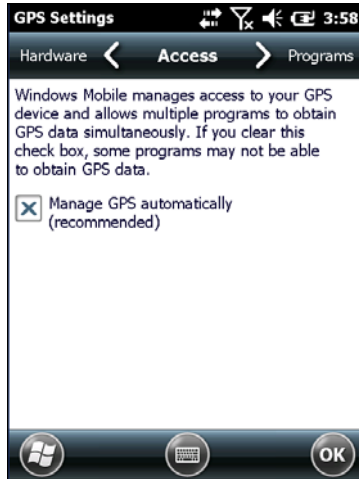 GPS Settings 3:58
Hardware Access Programs
Windows Mobile manages access to your GPS
device and allows multiple programs to obtain
GPS data simultaneously. If you clear this
check box, some programs may not be able
to obtain GPS data.
Manage GPS automatically
(recommended)
OK